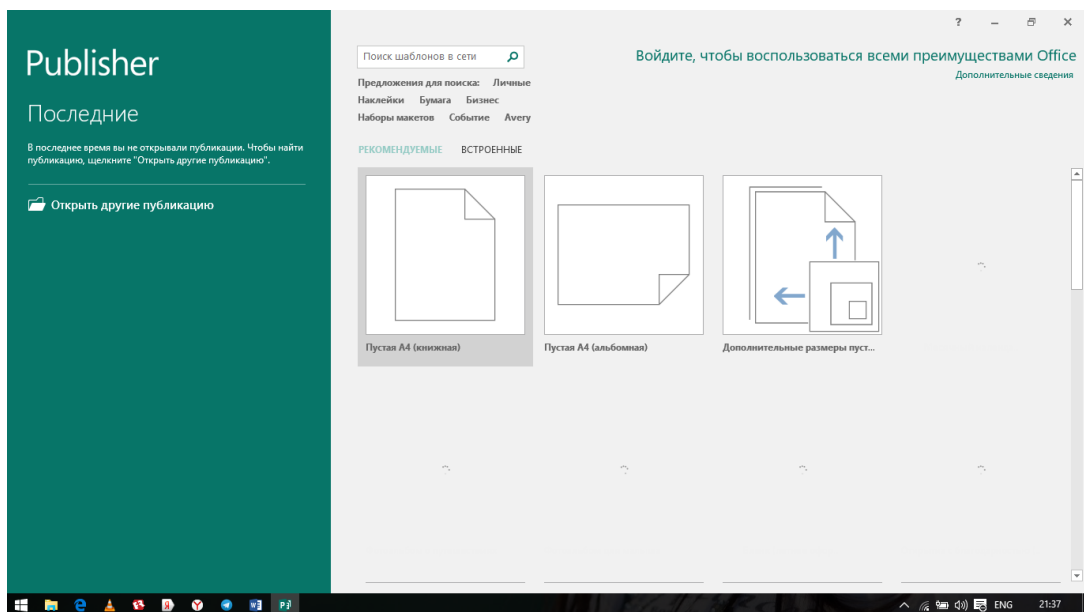 Publisher
Последние
В последнее время вы не открывали публикации. Чтобы найти
публикацию, щелкните "Открыть другие публикацию".
Открыть другие публикацию
?
Поиск шаблонов в сети
Войдите, чтобы воспользоваться всеми преимуществами Office
Дополнительные сведения
Предложения для поиска: Личные
Наклейки Бумага Бизнес
Наборы макетов Событие Avery
РЕКОМЕНДУЕМЫЕ ВСТРОЕННЫЕ
Пустая A4 (книжная)
Пустая A4 (альбомная)
Дополнительные размеры пуст...
ENG 21:37